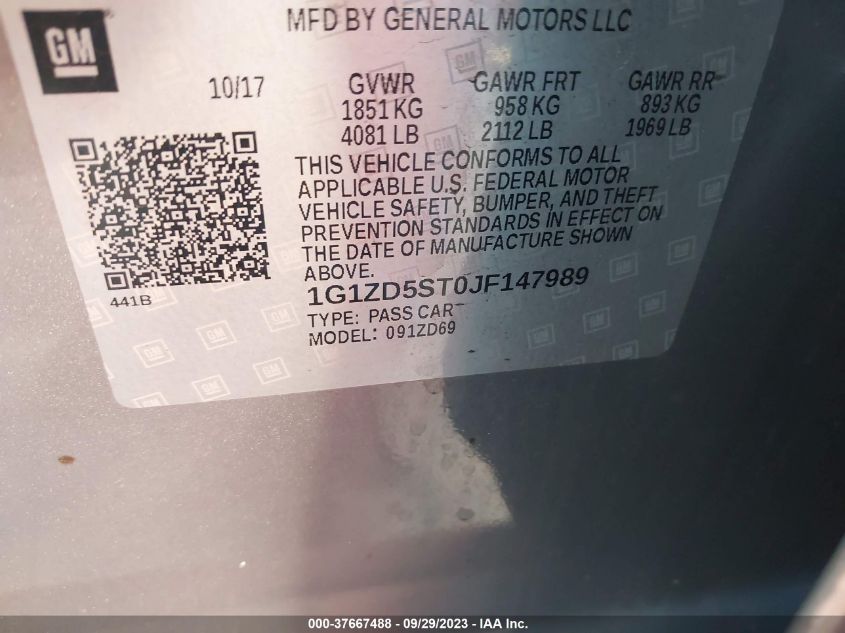 GM
MFD BY GENERAL MOTORS LLC
10/17
GVWR GAWR FRT GAWR RR
1851 KG 958 KG 893 KG
4081 LB 2112 LB 1969 LB
THIS VEHICLE CONFORMS TO ALL
APPLICABLE U.S. FEDERAL MOTOR
VEHICLE SAFETY, BUMPER, AND THEFT
PREVENTION STANDARDS IN EFFECT ON
THE DATE OF MANUFACTURE SHOWN
ABOVE.
441B
1G1ZD5ST0JF147989
TYPE: PASS CAR
MODEL: 091ZD69
000-37667488 - 09/29/2023 - IAA Inc.